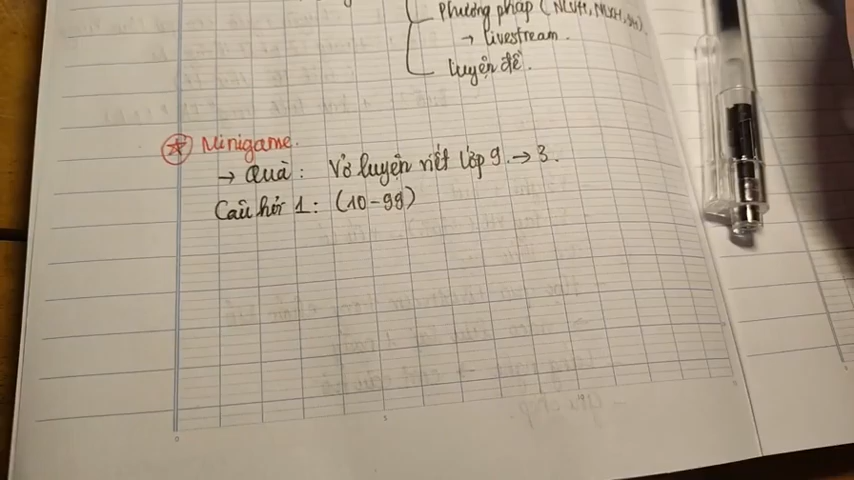 Phương pháp (NLVH, NLXH,
→ livestream.
luyện đề.
Minigame.
→ Quà: Vở luyện viết lớp 9. → 3.
Câu hỏi 1: (10-99)